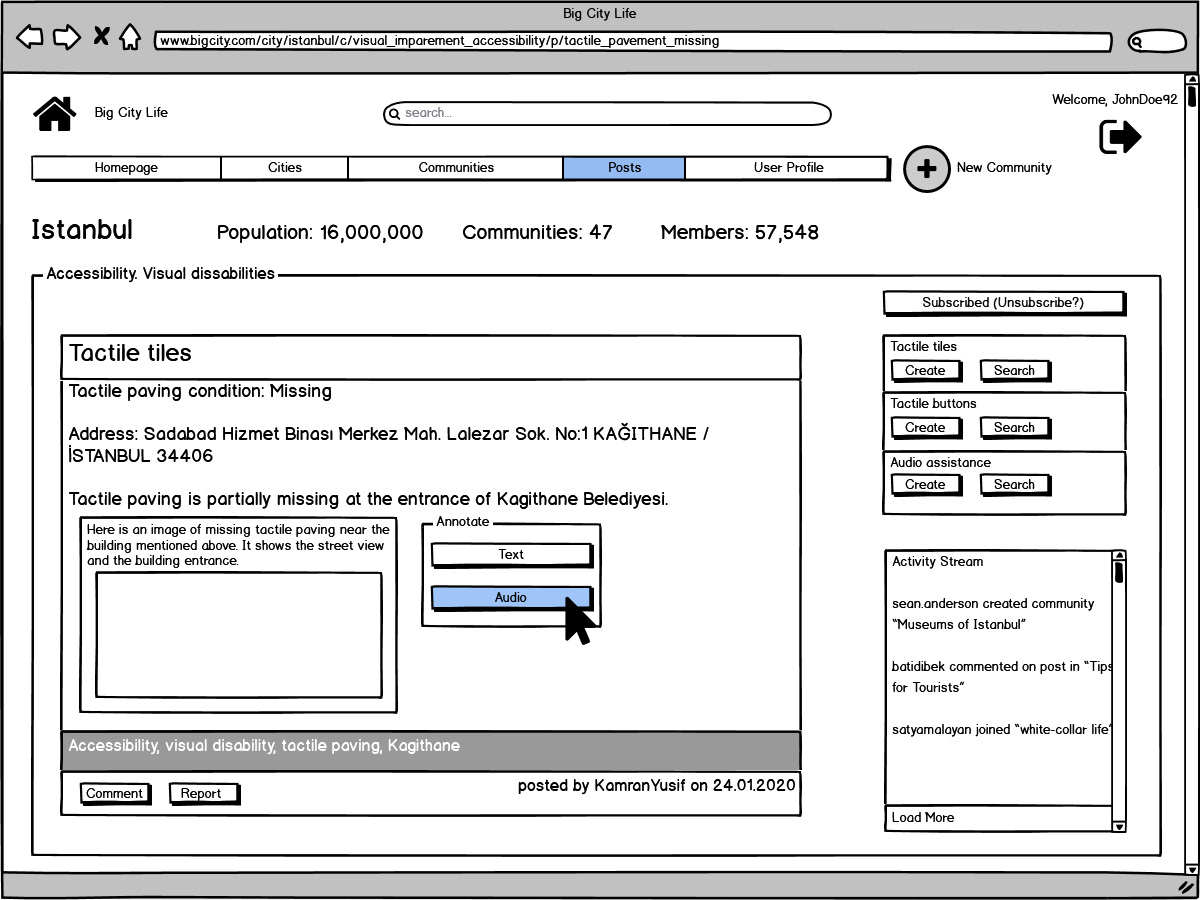 Big City Life
www.bigcity.com/city/istanbul/c/visual_imparement_accessibility/p/tactile_pavement_missing
Welcome, JohnDoe92
Big City Life
search...
Homepage
Cities
Communities
Posts
User Profile
New Community
Istanbul
Population: 16,000,000
Communities: 47
Members: 57,548
Accessibility. Visual dissabilities
Subscribed (Unsubscribe?)
Tactile tiles
Tactile paving condition: Missing
Address: Sadabad Hizmet Binası Merkez Mah. Lalezar Sok. No:1 KAĞITHANE /
İSTANBUL 34406
Tactile paving is partially missing at the entrance of Kagithane Belediyesi.
Here is an image of missing tactile paving near the
building mentioned above. It shows the street view
and the building entrance.
Annotate
Text
Audio
Accessibility, visual disability, tactile paving, Kagithane
Comment
Report
posted by KamranYusif on 24.01.2020
Tactile tiles
Create
Search
Tactile buttons
Create
Search
Audio assistance
Create
Search
Activity Stream
sean.anderson created community
“Museums of Istanbul”
batidibek commented on post in “Tips
for Tourists”
satyamalayan joined “white-collar life”
Load More